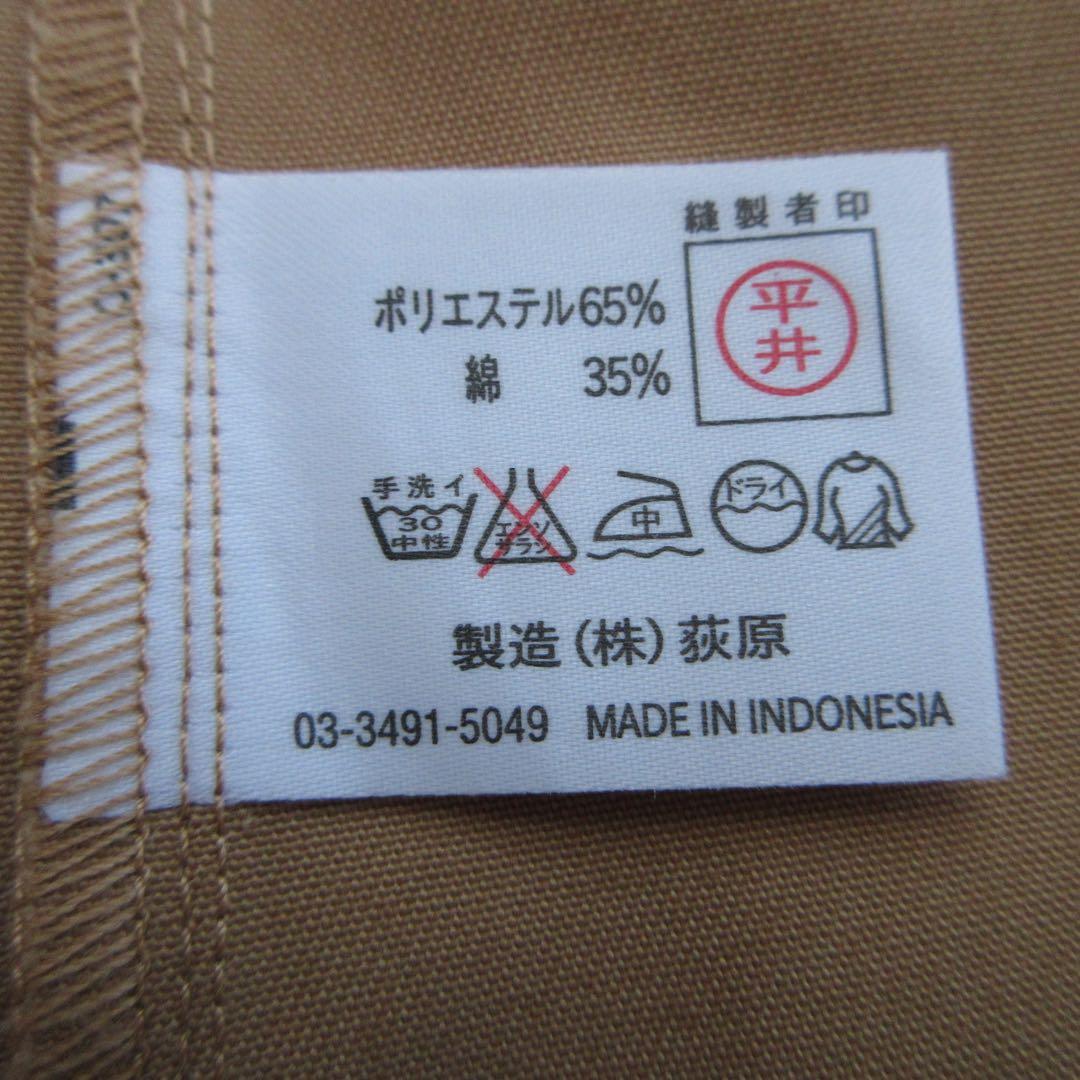 縫製者印
平井
ポリエステル65%
綿 35%
手洗イ
30
中性
エンソ
サラシ
中
ドライ
製造(株)荻原
03-3491-5049 MADE IN INDONESIA